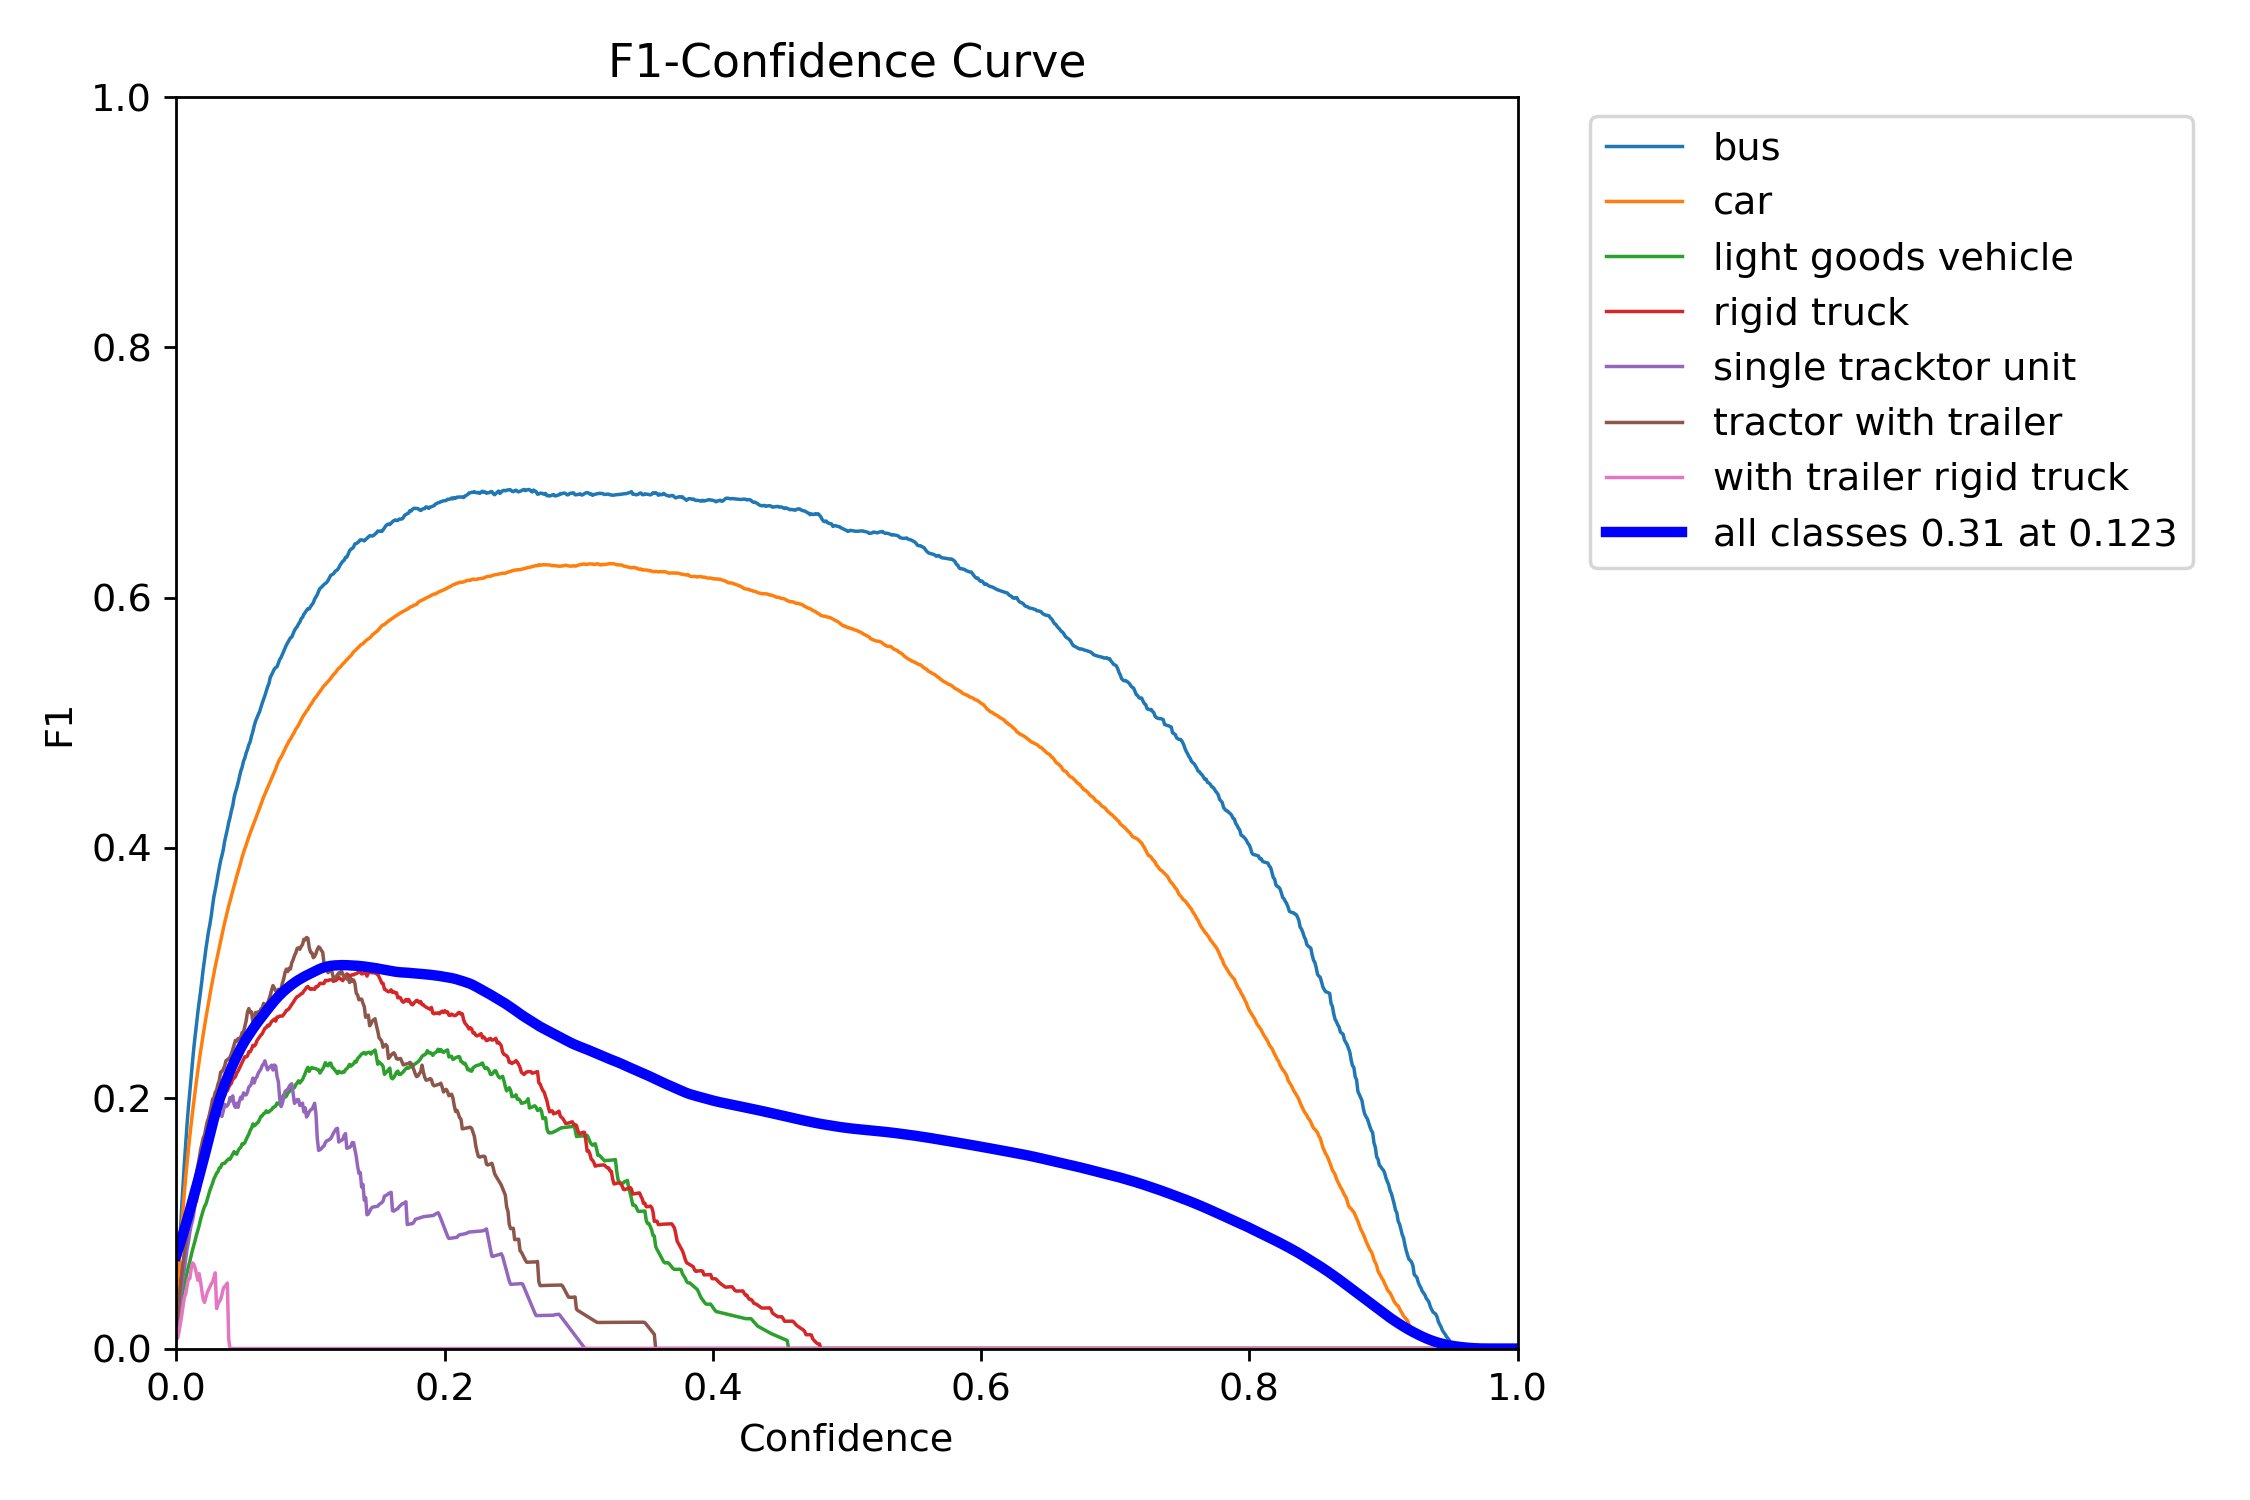 F1-Confidence Curve
1.0
0.8
0.6
0.4
0.2
0.0
F1
0.0 0.2 0.4 0.6 0.8 1.0
Confidence
bus
car
light goods vehicle
rigid truck
single tracktor unit
tractor with trailer
with trailer rigid truck
all classes 0.31 at 0.123